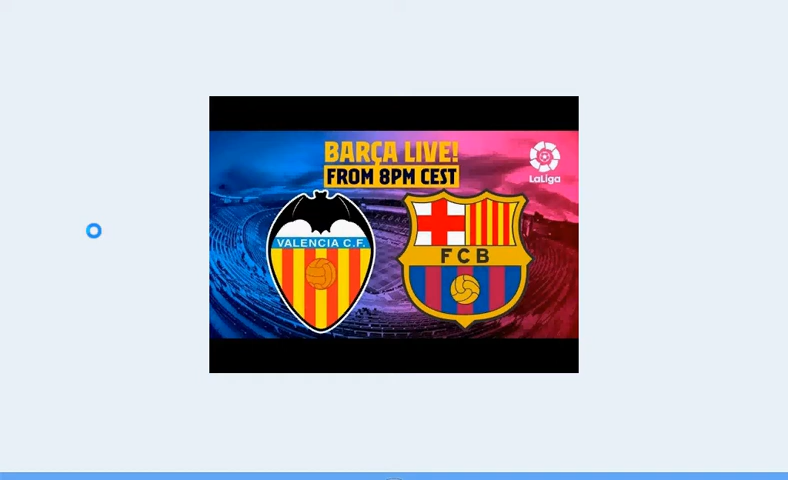 BARÇA LIVE!
FROM 8PM CEST
LaLiga
VALENCIA C.F.
FCB